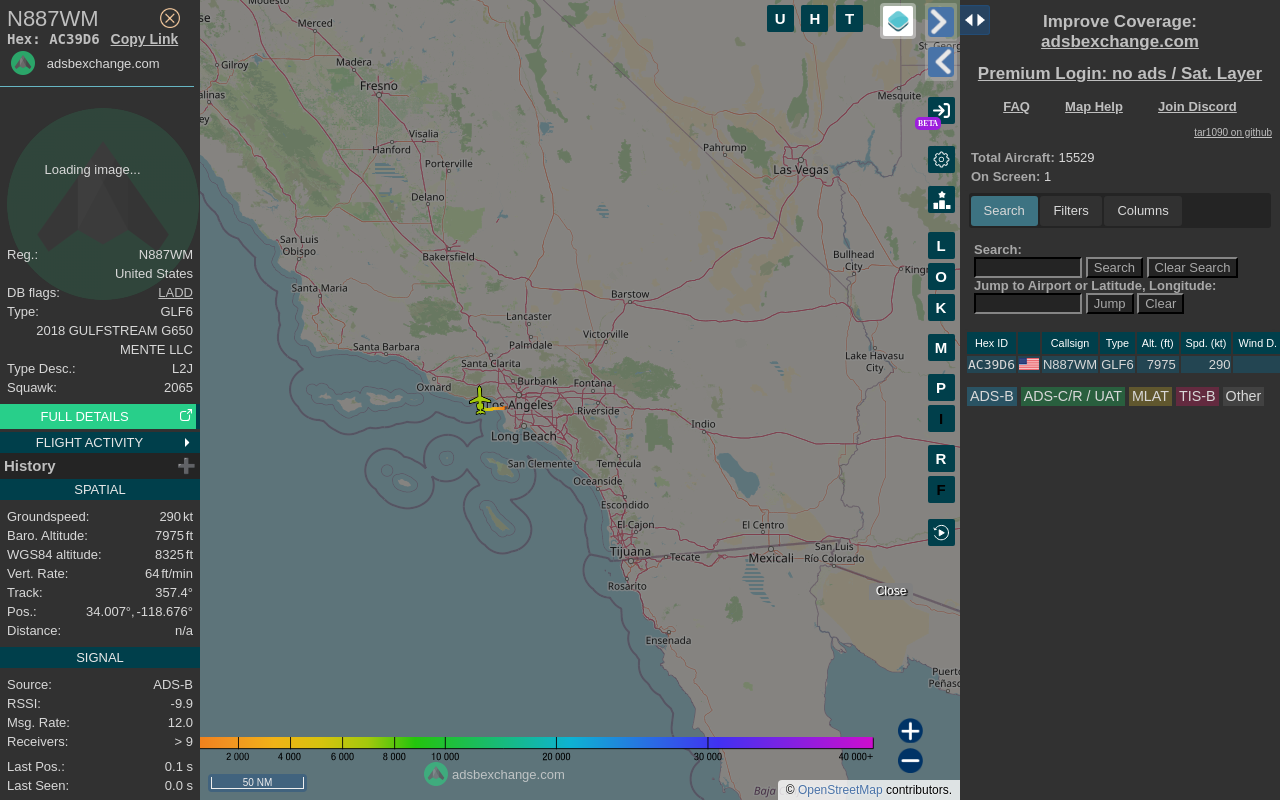 N887WM
Hex: AC39D6 Copy Link
adsbexchange.com
Loading image...
Reg.: N887WM
United States
DB flags: LADD
Type: GLF6
2018 GULFSTREAM G650
MENTE LLC
Type Desc.: L2J
Squawk: 2065
FULL DETAILS
FLIGHT ACTIVITY
History
SPATIAL
Groundspeed: 290 kt
Baro. Altitude: 7975 ft
WGS84 altitude: 8325 ft
Vert. Rate: 64 ft/min
Track: 357.4°
Pos.: 34.007°, -118.676°
Distance: n/a
SIGNAL
Source: ADS-B
RSSI: -9.9
Msg. Rate: 12.0
Receivers: > 9
Last Pos.: 0.1 s
Last Seen: 0.0 s
Merced
Gilroy
Madera
Fresno
Visalia
Hanford
Porterville
Delano
San Luis
Obispo
Bakersfield
Santa Maria
Lancaster
Palmdale
Santa Barbara
Santa Clarita
Oxnard
Burbank
Los Angeles
Long Beach
Fontana
Riverside
San Clemente
Temecula
Oceanside
Escondido
El Cajon
Tijuana
Tecate
Rosarito
Ensenada
Pahrump
Las Vegas
Mesquite
Bullhead
City
Barstow
Victorville
Lake Havasu
City
Indio
El Centro
Mexicali
San Luis
Río Colorado
U H T
BETA
L
O
K
M
P
I
R
F
Close
2 000 4 000 6 000 8 000 10 000 20 000 30 000 40 000+
50 NM
adsbexchange.com
© OpenStreetMap contributors.
Improve Coverage:
adsbexchange.com
Premium Login: no ads / Sat. Layer
FAQ Map Help Join Discord
tar1090 on github
Total Aircraft: 15529
On Screen: 1
Search Filters Columns
Search:
Search Clear Search
Jump to Airport or Latitude, Longitude:
Jump Clear
Hex ID Callsign Type Alt. (ft) Spd. (kt) Wind D.
AC39D6 N887WM GLF6 7975 290
ADS-B ADS-C/R / UAT MLAT TIS-B Other